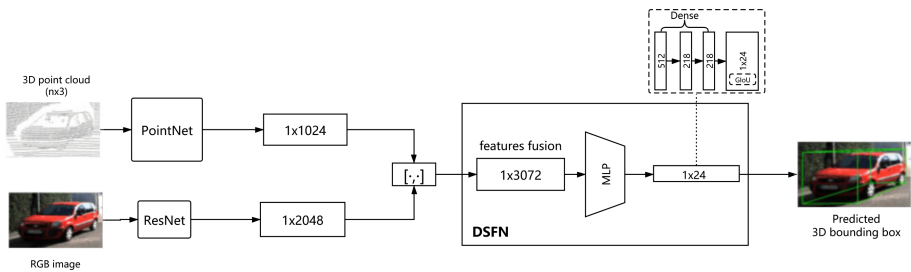 Dense
512
218
218
1x24
GIoU
3D point cloud
(nx3)
PointNet
1x1024
[·,·]
features fusion
1x3072
MLP
1x24
DSFN
ResNet
1x2048
RGB image
Predicted
3D bounding box